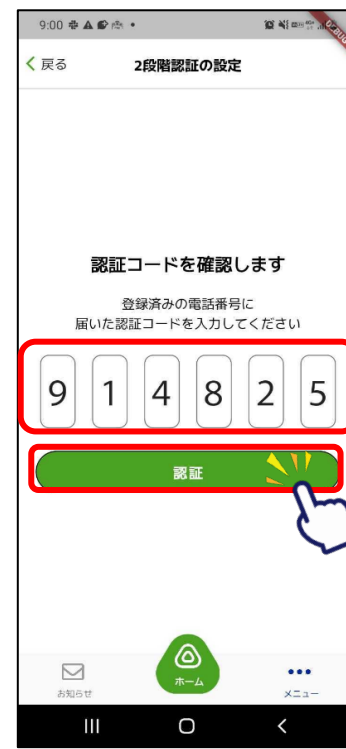 9:00
戻る
2段階認証の設定
認証コードを確認します
登録済みの電話番号に
届いた認証コードを入力してください
9 1 4 8 2 5
認証
お知らせ
ホーム
メニュー